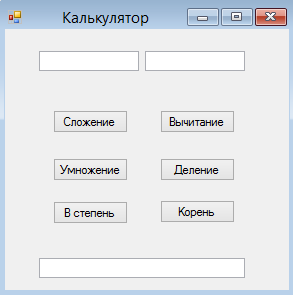 Калькулятор
Сложение Вычитание
Умножение Деление
В степень Корень